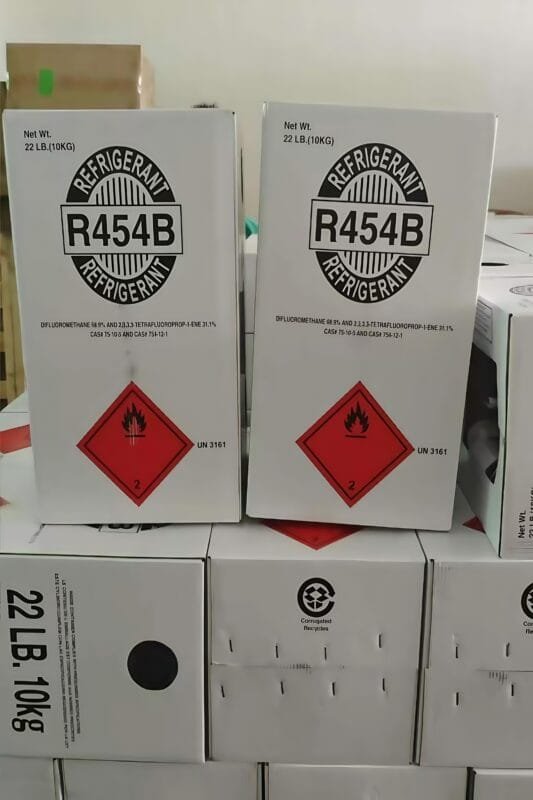 Net Wt.
22 LB.(10KG)
REFRIGERANT
R454B
REFRIGERANT
DIFLUOROMETHANE 68.9% AND 2,3,3,3-TETRAFLUOROPROP-1-ENE 31.1%
CAS# 75-10-5 AND CAS# 754-12-1
UN 3161
2
Net Wt.
22 LB.(10KG)
REFRIGERANT
R454B
REFRIGERANT
DIFLUOROMETHANE 68.9% AND 2,3,3,3-TETRAFLUOROPROP-1-ENE 31.1%
CAS# 75-10-5 AND CAS# 754-12-1
UN 3161
2
22 LB. 10kg
Corrugated
Recycles
Net Wt.